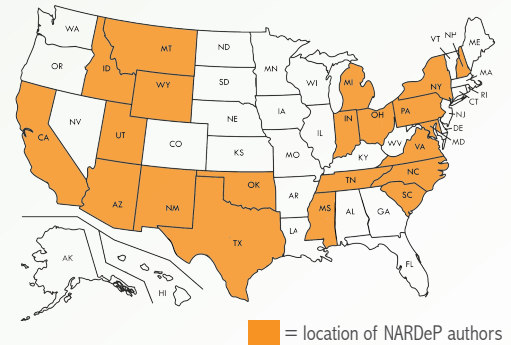 WA
MT
ND
MN
VT
NH
ME
OR
ID
WY
SD
WI
MI
NY
MA
RI
CT
NV
UT
NE
IA
IL
IN
OH
PA
NJ
DE
MD
CA
CO
KS
MO
KY
WV
VA
AZ
NM
OK
AR
TN
NC
SC
TX
LA
MS
AL
GA
FL
AK
HI
= location of NARDeP authors